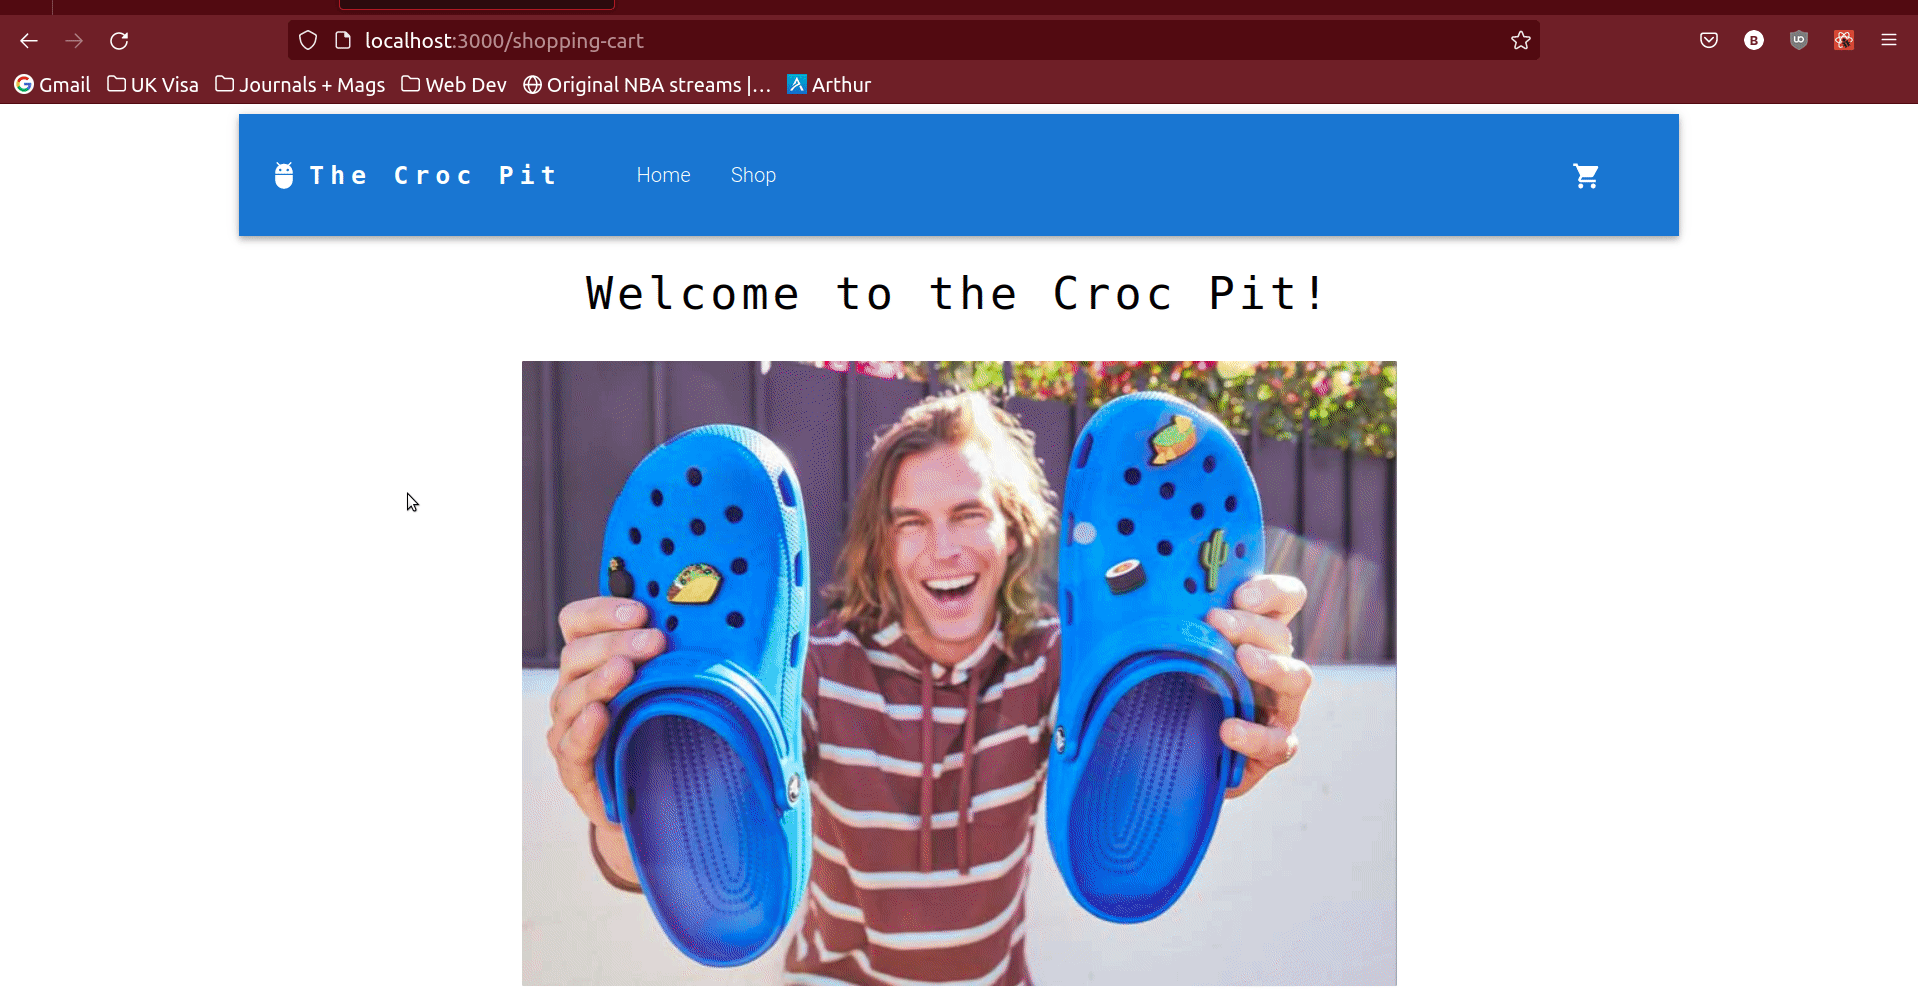 localhost:3000/shopping-cart
Gmail UK Visa Journals + Mags Web Dev Original NBA streams |... Arthur
The Croc Pit Home Shop
Welcome to the Croc Pit!